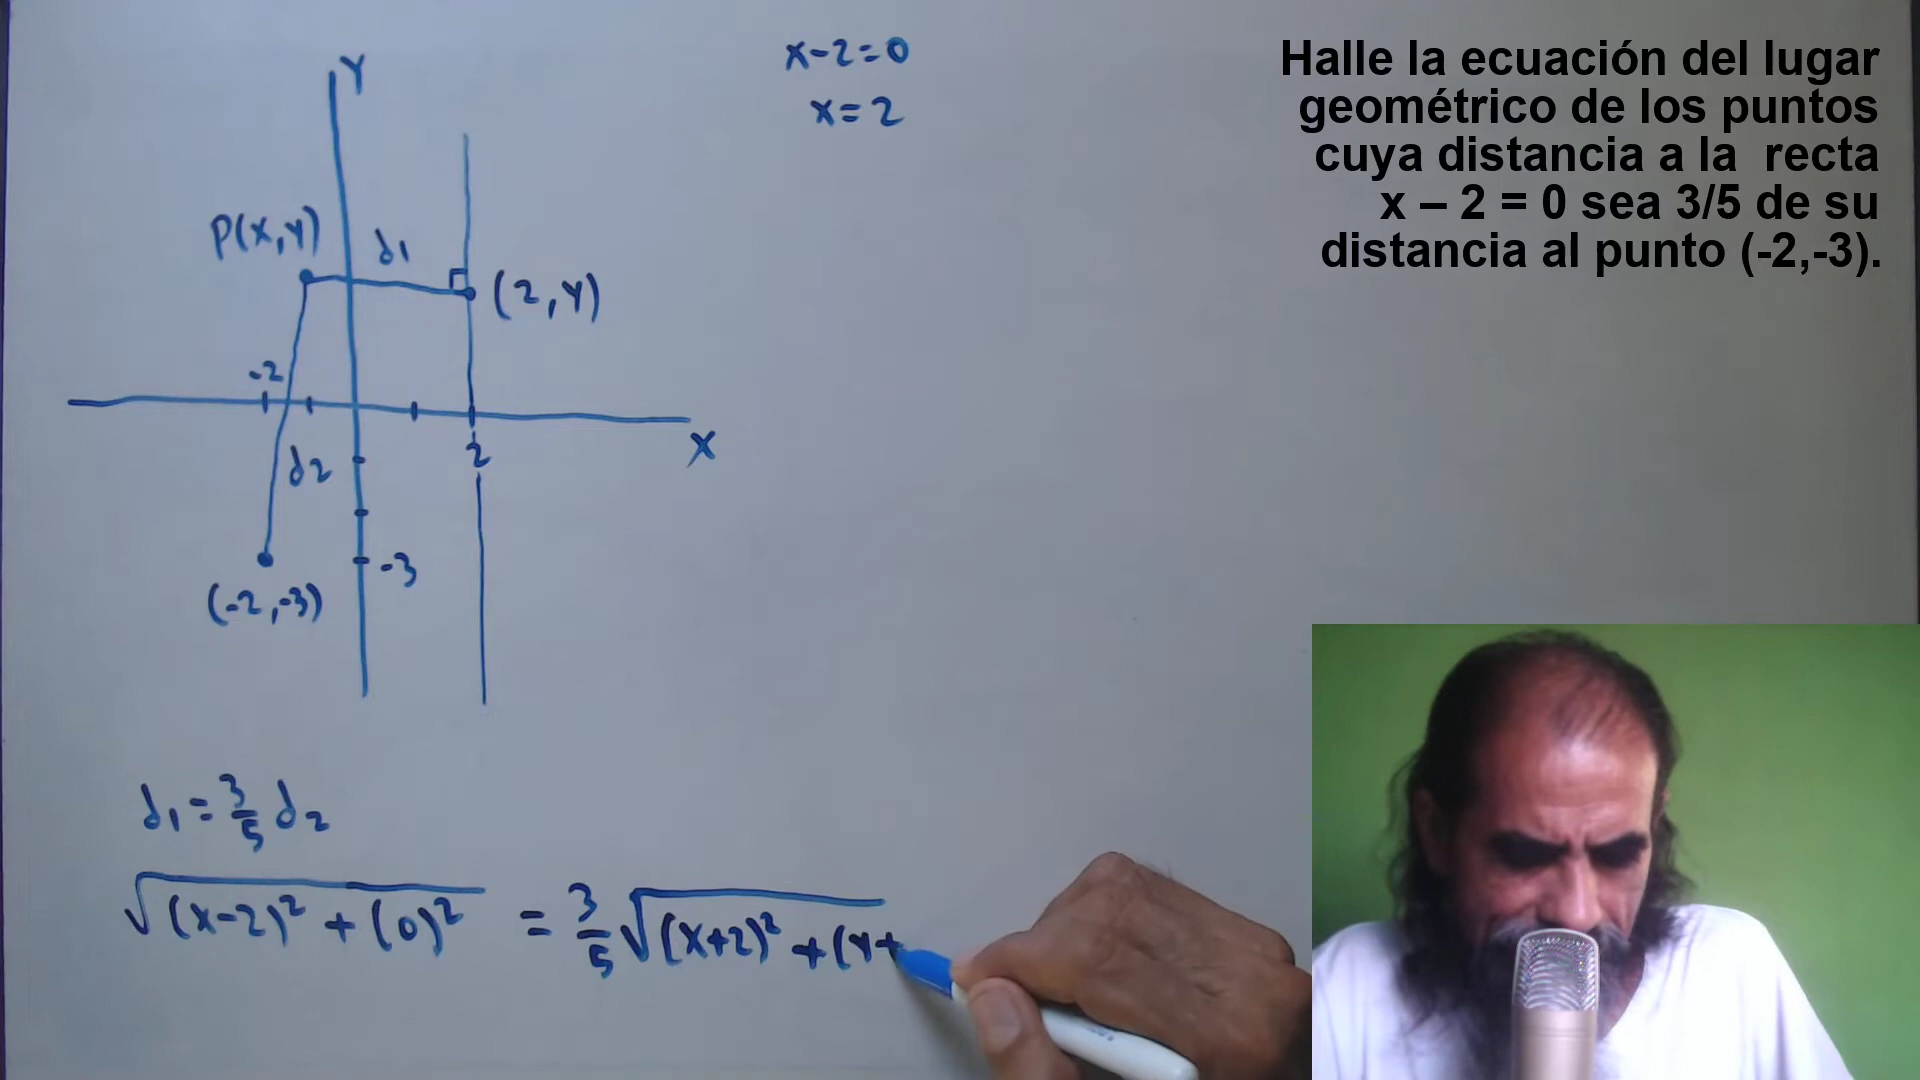 Halle la ecuación del lugar
geométrico de los puntos
cuya distancia a la recta
x – 2 = 0 sea 3/5 de su
distancia al punto (-2,-3).
x-2=0
x=2
Y
P(X,Y)
d1
(2,Y)
-2
X
2
d2
-3
(-2,-3)
d1=3/5 d2
√(x-2)² + (0)² = 3/5 √(x+2)² + (Y+